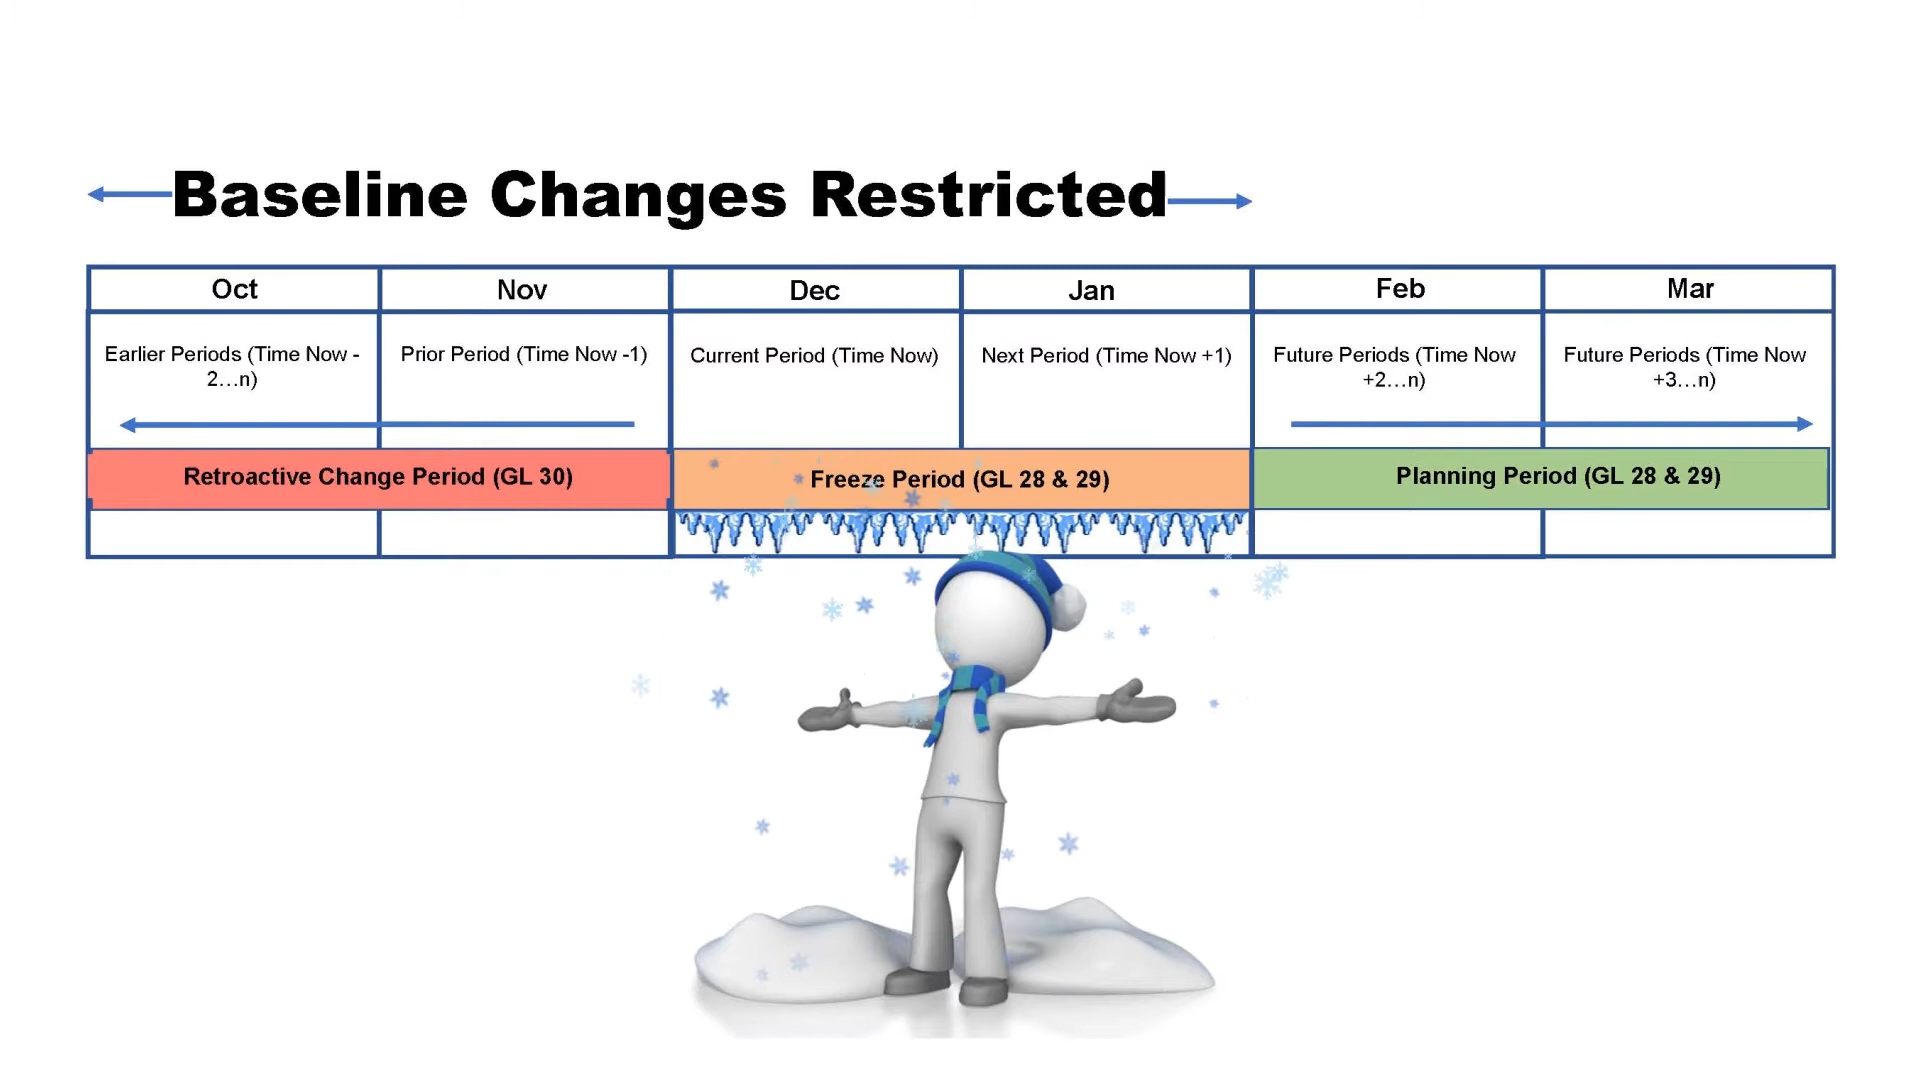 Baseline Changes Restricted
Oct Nov Dec Jan Feb Mar
Earlier Periods (Time Now -
2...n)
Prior Period (Time Now -1)
Current Period (Time Now)
Next Period (Time Now +1)
Future Periods (Time Now
+2...n)
Future Periods (Time Now
+3...n)
Retroactive Change Period (GL 30)
Freeze Period (GL 28 & 29)
Planning Period (GL 28 & 29)